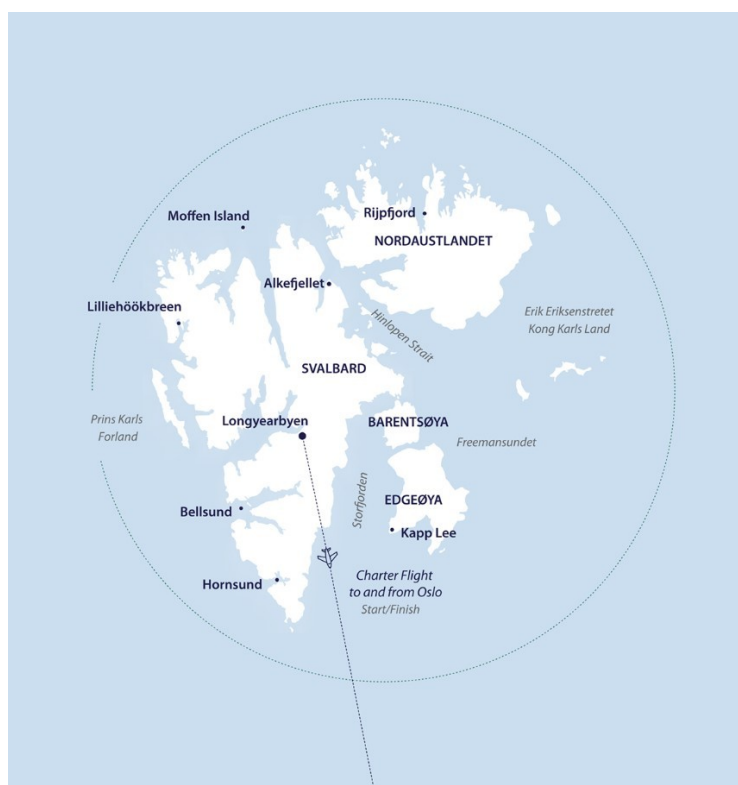 Moffen Island
Rijpfjord
NORDAUSTLANDET
Alkefjellet
Lilliehöökbreen
Hinlopen Strait
Erik Eriksenstretet
Kong Karls Land
SVALBARD
Prins Karls
Forland
Longyearbyen
BARENTSØYA
Freemansundet
Storfjorden
EDGEØYA
Bellsund
Kapp Lee
Hornsund
Charter Flight
to and from Oslo
Start/Finish